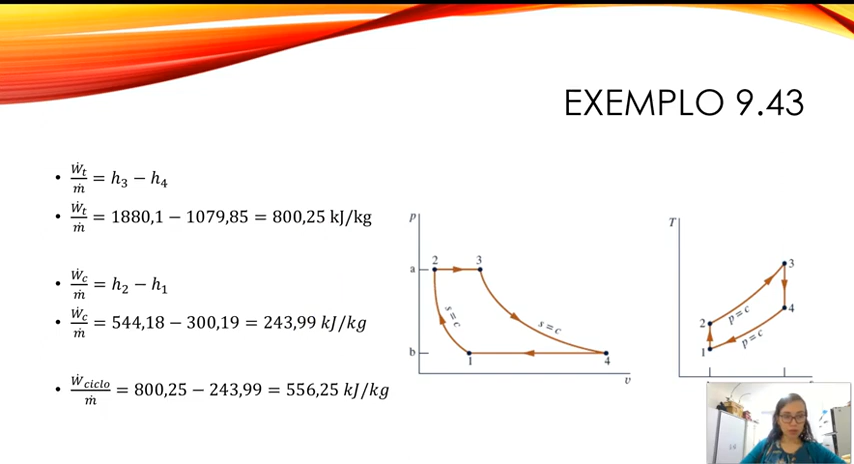 EXEMPLO 9.43
• Ẇt/ṁ = h3 − h4
• Ẇt/ṁ = 1880,1 − 1079,85 = 800,25 kJ/kg
• Ẇc/ṁ = h2 − h1
• Ẇc/ṁ = 544,18 − 300,19 = 243,99 kJ/kg
• Ẇciclo/ṁ = 800,25 − 243,99 = 556,25 kJ/kg
p
2 3
a
s = c
s = c
b
1 4
v
T
3
4
2
p = c
1
p = c